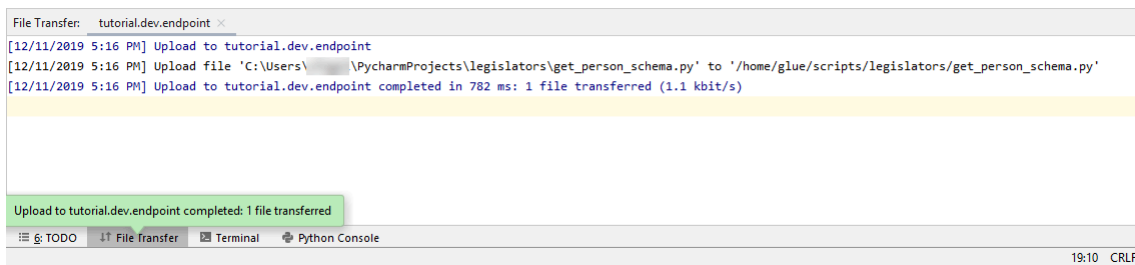 File Transfer: tutorial.dev.endpoint ×
[12/11/2019 5:16 PM] Upload to tutorial.dev.endpoint
[12/11/2019 5:16 PM] Upload file 'C:\Users\ \PycharmProjects\legislators\get_person_schema.py' to '/home/glue/scripts/legislators/get_person_schema.py'
[12/11/2019 5:16 PM] Upload to tutorial.dev.endpoint completed in 782 ms: 1 file transferred (1.1 kbit/s)
Upload to tutorial.dev.endpoint completed: 1 file transferred
6: TODO File Transfer Terminal Python Console
19:10 CRLF